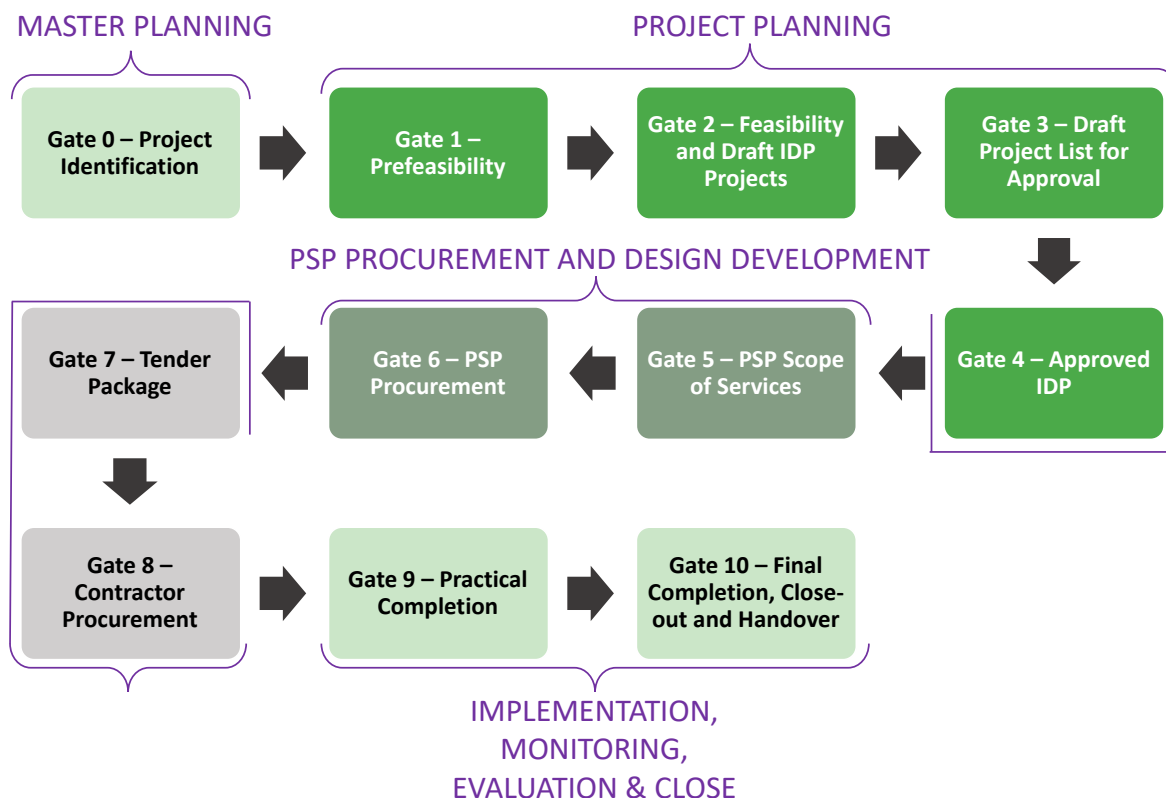 MASTER PLANNING
PROJECT PLANNING
Gate 0 – Project
Identification
Gate 1 –
Prefeasibility
Gate 2 – Feasibility
and Draft IDP
Projects
Gate 3 – Draft
Project List for
Approval
PSP PROCUREMENT AND DESIGN DEVELOPMENT
Gate 7 – Tender
Package
Gate 6 – PSP
Procurement
Gate 5 – PSP Scope
of Services
Gate 4 – Approved
IDP
Gate 8 –
Contractor
Procurement
Gate 9 – Practical
Completion
Gate 10 – Final
Completion, Close-
out and Handover
IMPLEMENTATION,
MONITORING,
EVALUATION & CLOSE